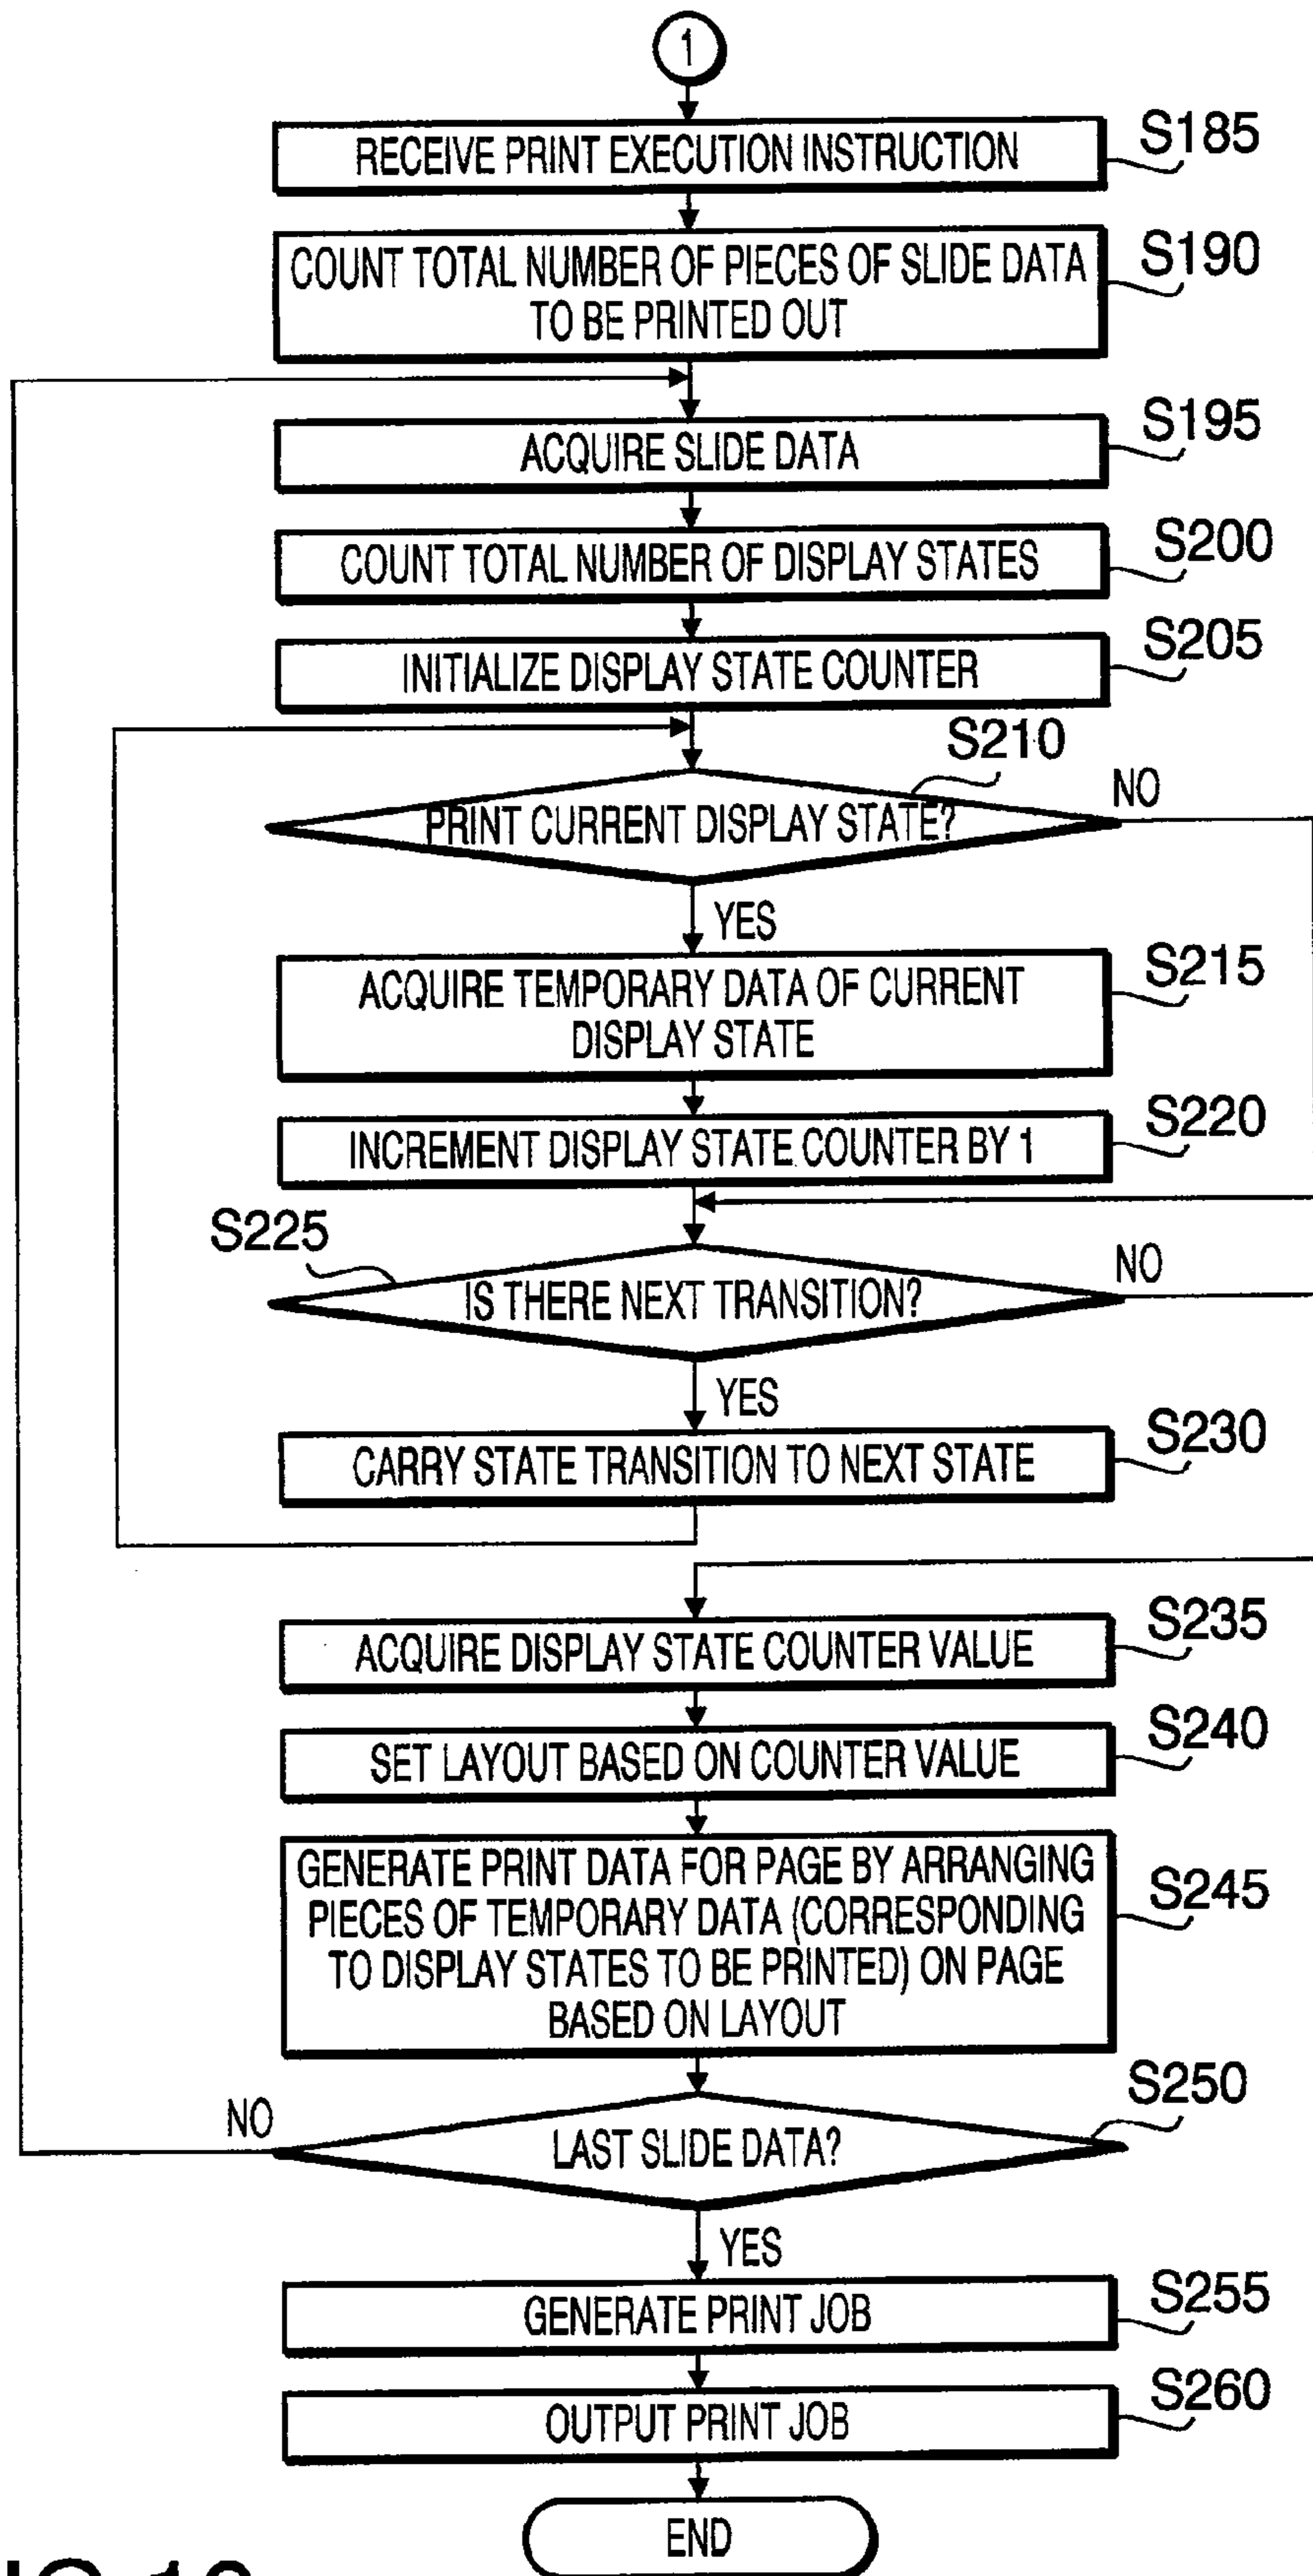 1
RECEIVE PRINT EXECUTION INSTRUCTION
S185
COUNT TOTAL NUMBER OF PIECES OF SLIDE DATA
TO BE PRINTED OUT
S190
ACQUIRE SLIDE DATA
S195
COUNT TOTAL NUMBER OF DISPLAY STATES
S200
INITIALIZE DISPLAY STATE COUNTER
S205
S210
PRINT CURRENT DISPLAY STATE?
NO
YES
ACQUIRE TEMPORARY DATA OF CURRENT
DISPLAY STATE
S215
INCREMENT DISPLAY STATE COUNTER BY 1
S220
S225
IS THERE NEXT TRANSITION?
NO
YES
CARRY STATE TRANSITION TO NEXT STATE
S230
ACQUIRE DISPLAY STATE COUNTER VALUE
S235
SET LAYOUT BASED ON COUNTER VALUE
S240
GENERATE PRINT DATA FOR PAGE BY ARRANGING
PIECES OF TEMPORARY DATA (CORRESPONDING
TO DISPLAY STATES TO BE PRINTED) ON PAGE
BASED ON LAYOUT
S245
S250
NO
LAST SLIDE DATA?
YES
GENERATE PRINT JOB
S255
OUTPUT PRINT JOB
S260
END